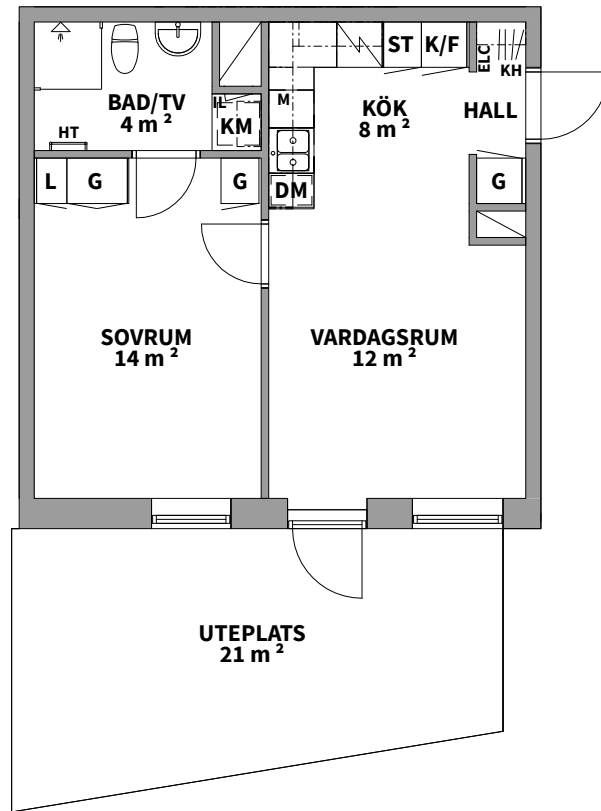 ST K/F
ELC
KH
BAD/TV
4 m ²
IL
M
KÖK
8 m ²
HALL
HT
KM
L G G
DM
G
SOVRUM
14 m ²
VARDAGSRUM
12 m ²
UTEPLATS
21 m ²